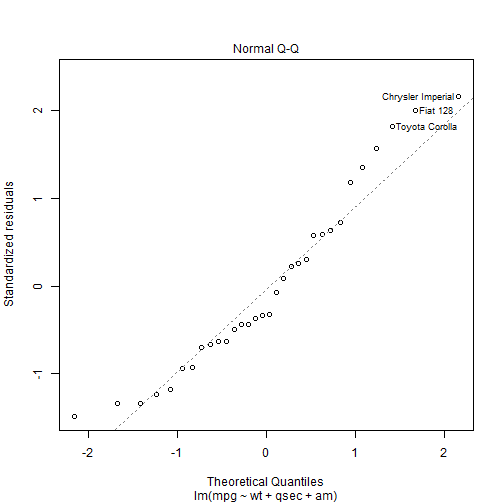 Normal Q-Q
Chrysler Imperial
Fiat 128
Toyota Corolla
Standardized residuals
2
1
0
-1
-2
-1
0
1
2
Theoretical Quantiles
lm(mpg ~ wt + qsec + am)